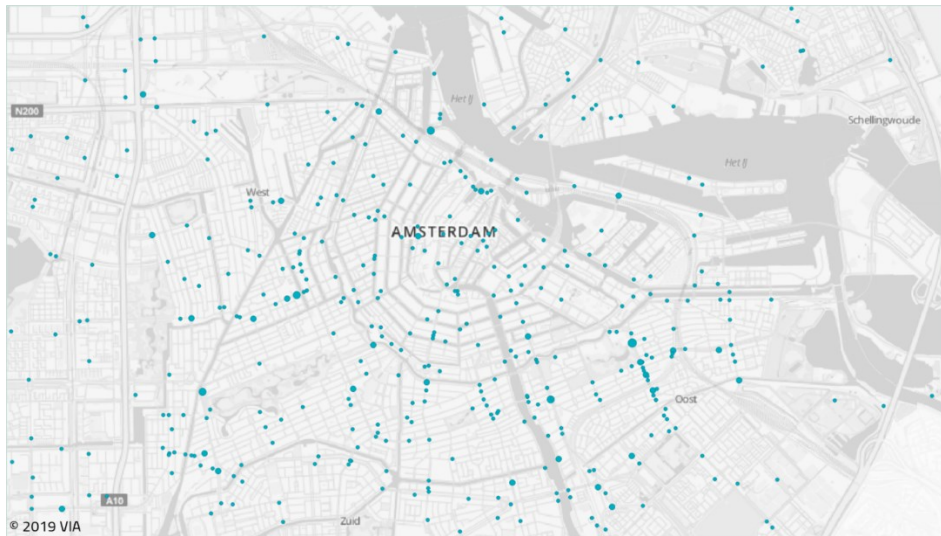 Het IJ
N200
Schellingwoude
Het IJ
West
AMSTERDAM
Oost
A10
Zuid
© 2019 VIA